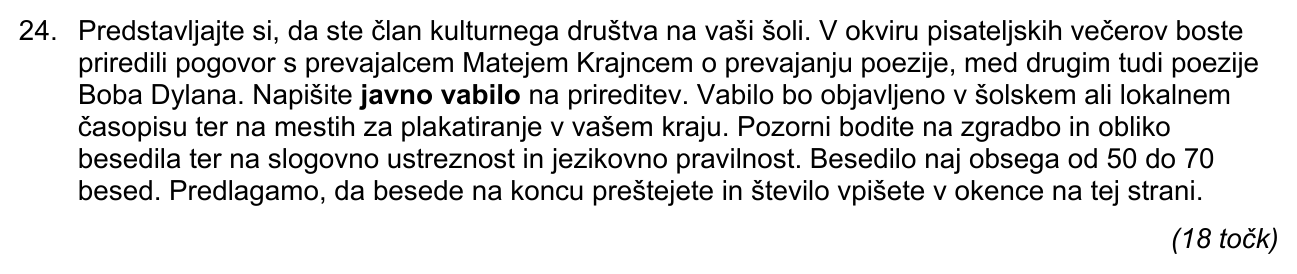 24. Predstavljajte si, da ste član kulturnega društva na vaši šoli. V okviru pisateljskih večerov boste
priredili pogovor s prevajalcem Matejem Krajncem o prevajanju poezije, med drugim tudi poezije
Boba Dylana. Napišite javno vabilo na prireditev. Vabilo bo objavljeno v šolskem ali lokalnem
časopisu ter na mestih za plakatiranje v vašem kraju. Pozorni bodite na zgradbo in obliko
besedila ter na slogovno ustreznost in jezikovno pravilnost. Besedilo naj obsega od 50 do 70
besed. Predlagamo, da besede na koncu preštejete in število vpišete v okence na tej strani.
(18 točk)